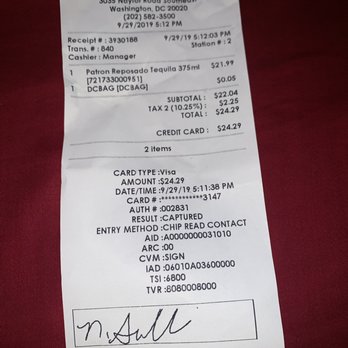 3035 Naylor Road Southeast
Washington, DC 20020
(202) 582-3500
9/29/2019 5:12 PM
Receipt # : 3930188 9/29/19 5:12:03 PM
Trans. # : 840 Station # : 2
Cashier : Manager
1 Patron Reposado Tequila 375ml $21.99
[721733000951]
1 DCBAG [DCBAG] $0.05
SUBTOTAL : $22.04
TAX 2 (10.25%) : $2.25
TOTAL : $24.29
CREDIT CARD : $24.29
2 items
CARD TYPE : Visa
AMOUNT : $24.29
DATE/TIME : 9/29/19 5:11:38 PM
CARD # : ************3147
AUTH # : 002831
RESULT : CAPTURED
ENTRY METHOD : CHIP READ CONTACT
AID : A0000000031010
ARC : 00
CVM : SIGN
IAD : 06010A03600000
TSI : 6800
TVR : 8080008000